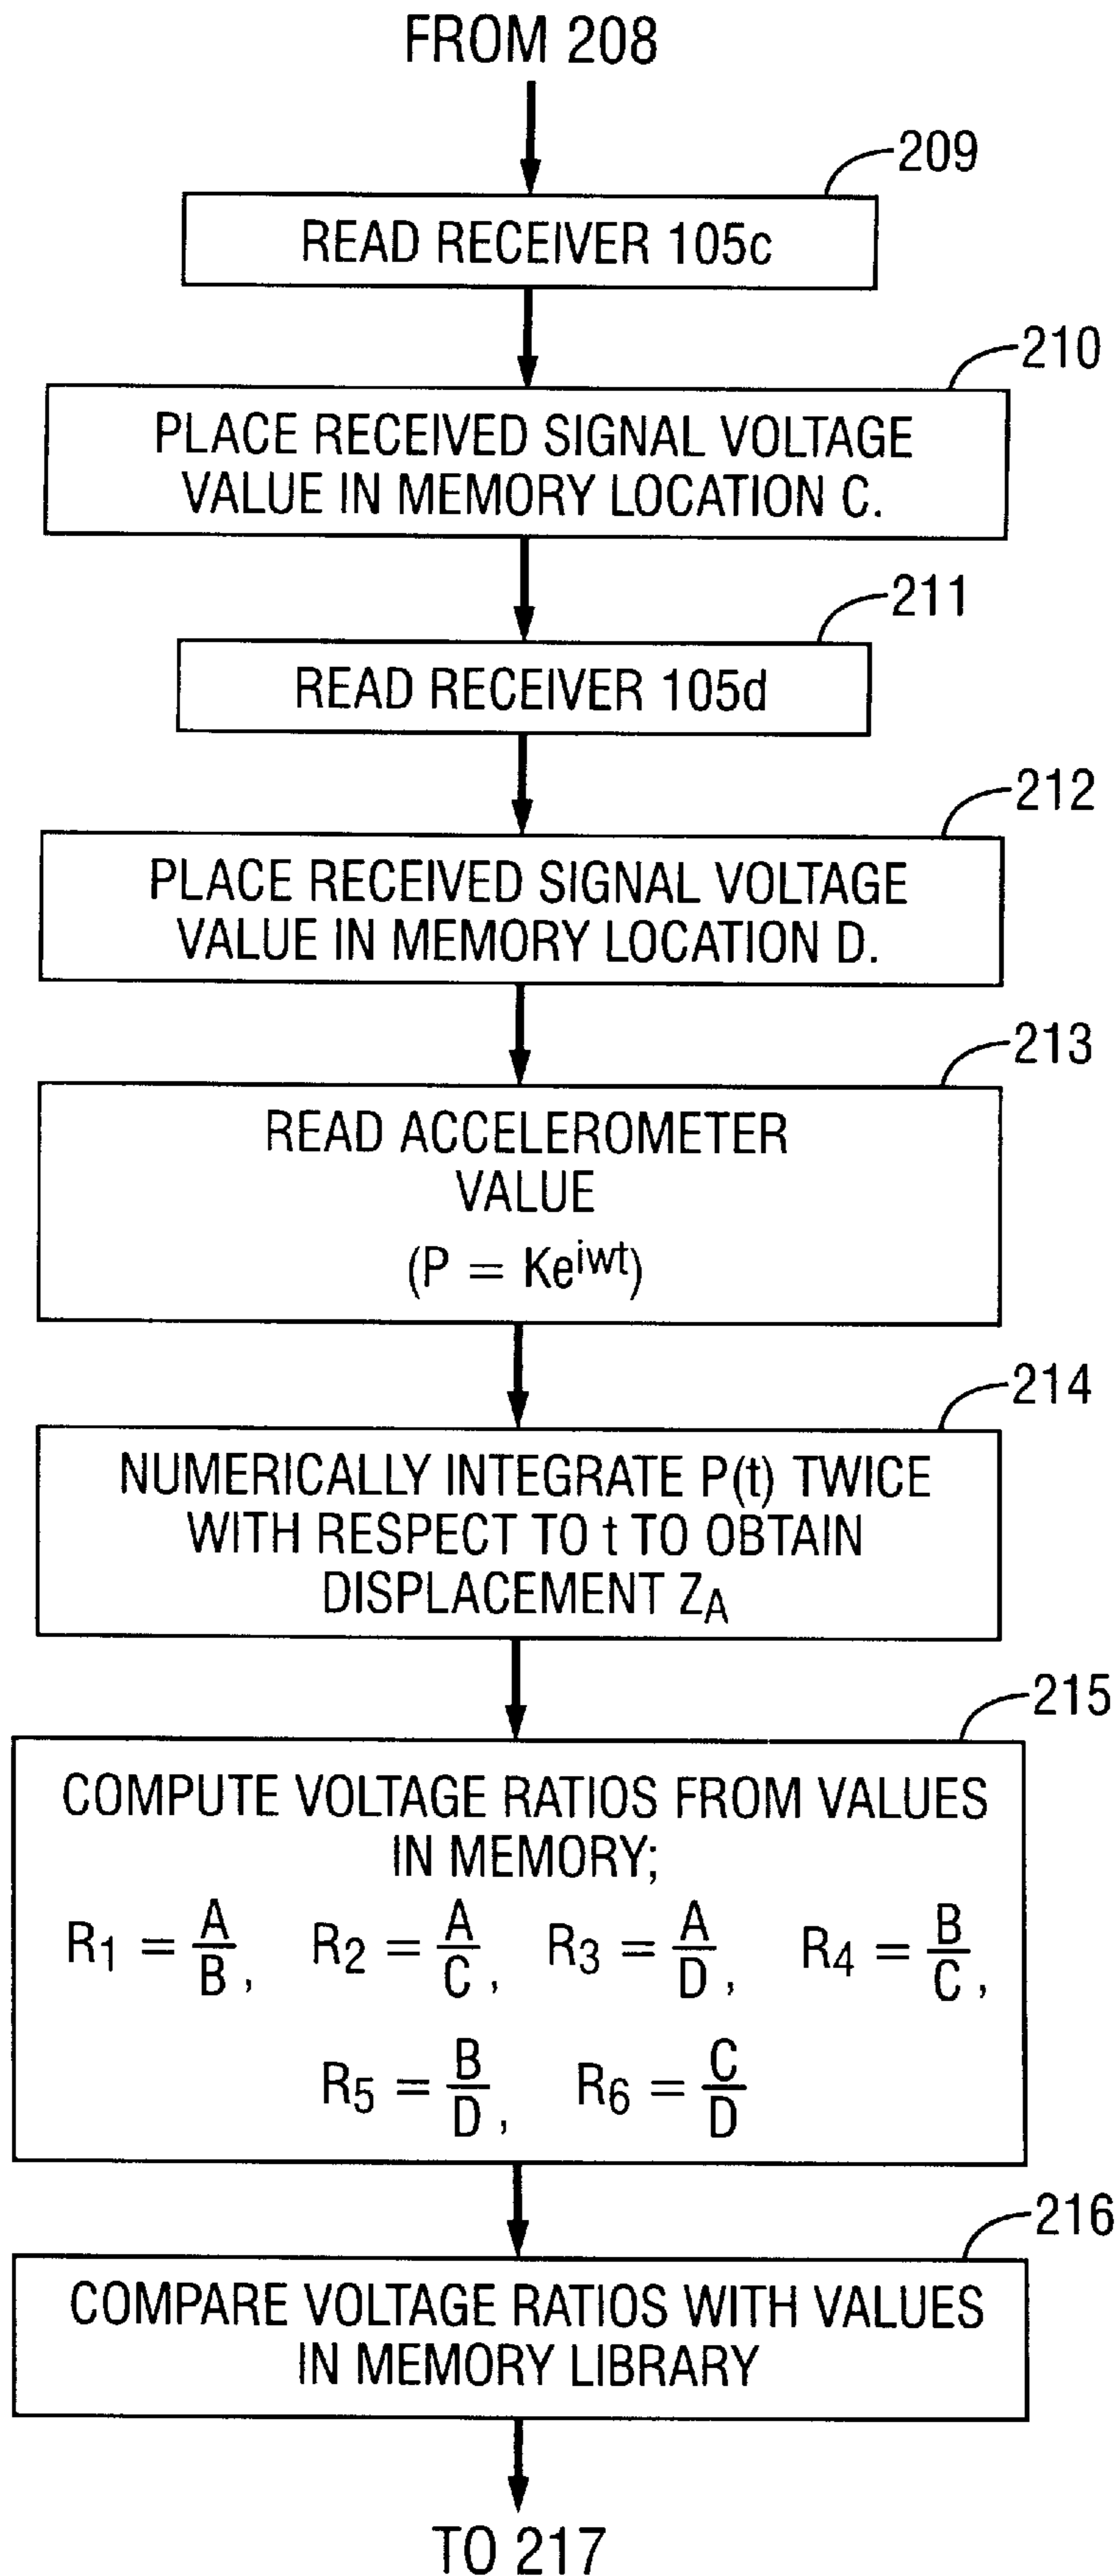 FROM 208
209
READ RECEIVER 105c
210
PLACE RECEIVED SIGNAL VOLTAGE
VALUE IN MEMORY LOCATION C.
211
READ RECEIVER 105d
212
PLACE RECEIVED SIGNAL VOLTAGE
VALUE IN MEMORY LOCATION D.
213
READ ACCELEROMETER
VALUE
(P = Ke^iwt)
214
NUMERICALLY INTEGRATE P(t) TWICE
WITH RESPECT TO t TO OBTAIN
DISPLACEMENT Z_A
215
COMPUTE VOLTAGE RATIOS FROM VALUES
IN MEMORY;
R1 = A/B, R2 = A/C, R3 = A/D, R4 = B/C,
R5 = B/D, R6 = C/D
216
COMPARE VOLTAGE RATIOS WITH VALUES
IN MEMORY LIBRARY
TO 217